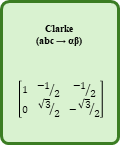 Clarke
(abc → αβ)
[1 −1/2 −1/2
0 √3/2 −√3/2]